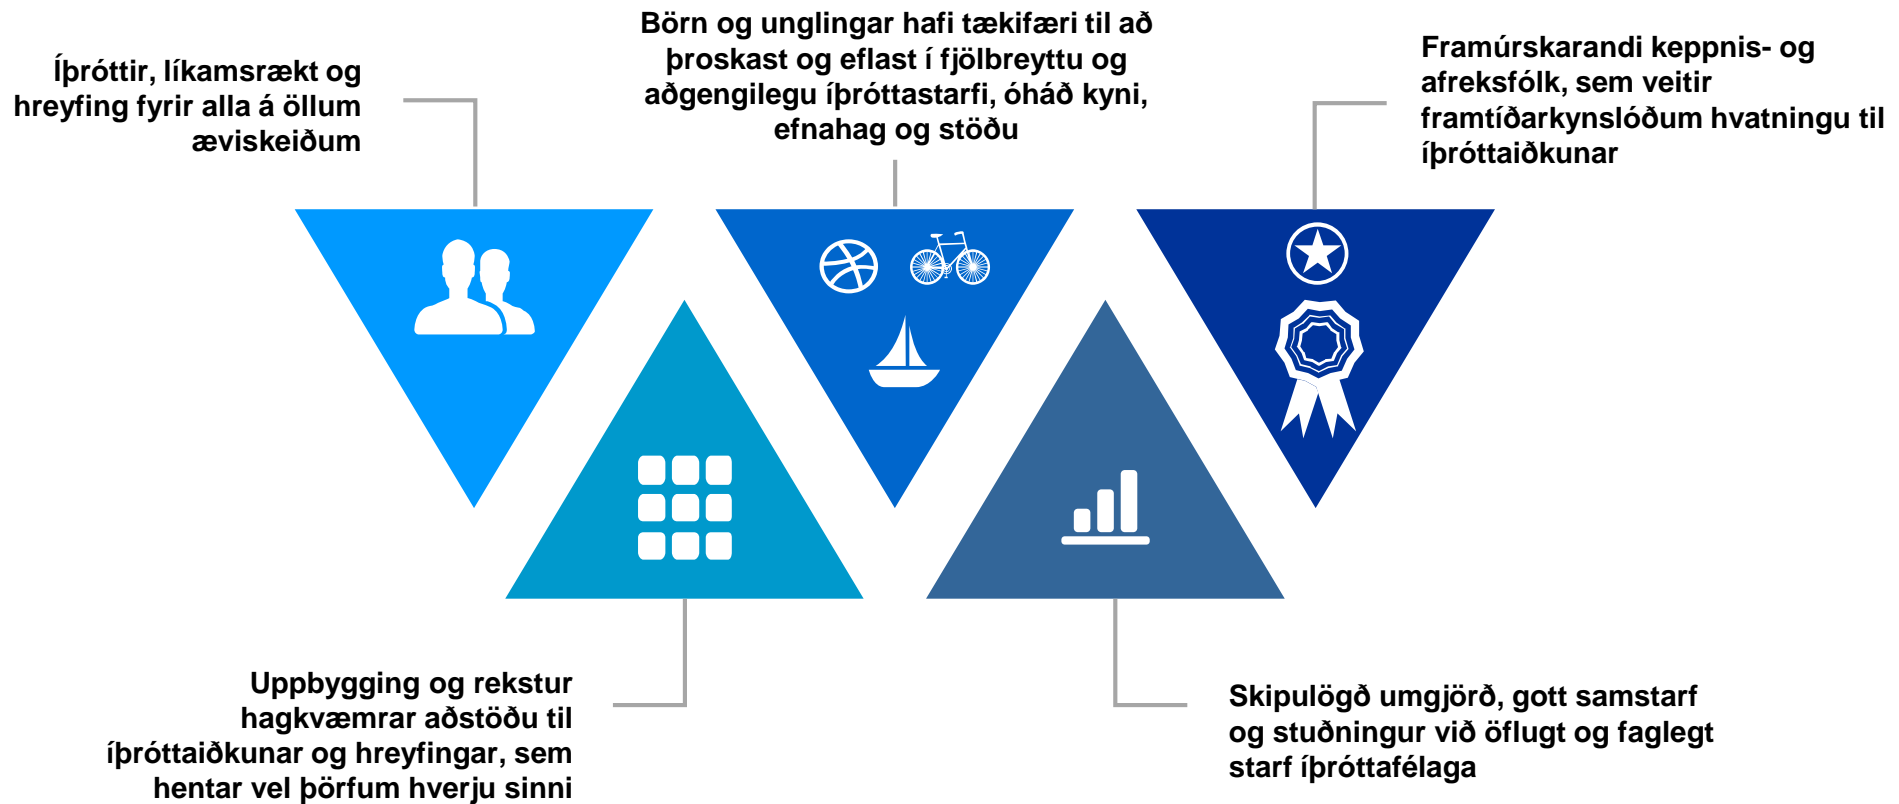 Íþróttir, líkamsrækt og
hreyfing fyrir alla á öllum
æviskeiðum
Börn og unglingar hafi tækifæri til að
þroskast og eflast í fjölbreyttu og
aðgengilegu íþróttastarfi, óháð kyni,
efnahag og stöðu
Framúrskarandi keppnis- og
afreksfólk, sem veitir
framtíðarkynslóðum hvatningu til
íþróttaiðkunar
Uppbygging og rekstur
hagkvæmrar aðstöðu til
íþróttaiðkunar og hreyfingar, sem
hentar vel þörfum hverju sinni
Skipulögð umgjörð, gott samstarf
og stuðningur við öflugt og faglegt
starf íþróttafélaga